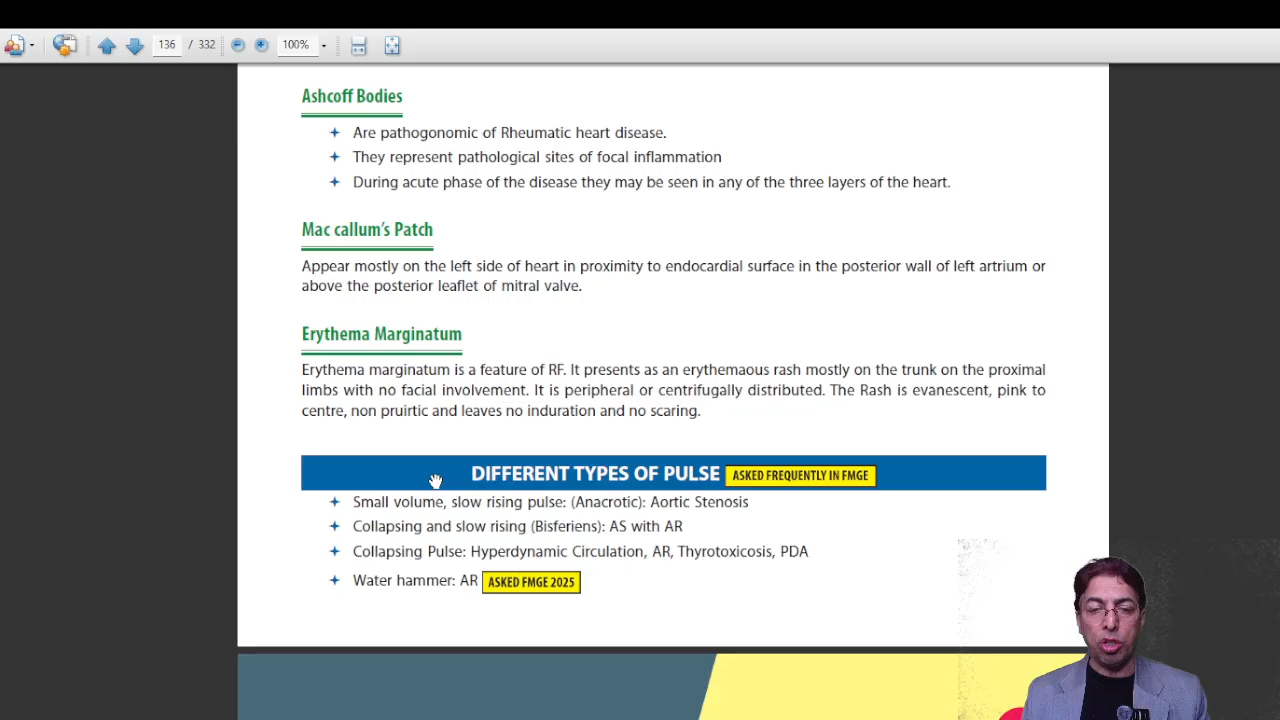 136 / 332
100%
Ashcoff Bodies
Are pathogonomic of Rheumatic heart disease.
They represent pathological sites of focal inflammation
During acute phase of the disease they may be seen in any of the three layers of the heart.
Mac callum's Patch
Appear mostly on the left side of heart in proximity to endocardial surface in the posterior wall of left artrium or
above the posterior leaflet of mitral valve.
Erythema Marginatum
Erythema marginatum is a feature of RF. It presents as an erythemaous rash mostly on the trunk on the proximal
limbs with no facial involvement. It is peripheral or centrifugally distributed. The Rash is evanescent, pink to
centre, non pruirtic and leaves no induration and no scaring.
DIFFERENT TYPES OF PULSE ASKED FREQUENTLY IN FMGE
Small volume, slow rising pulse: (Anacrotic): Aortic Stenosis
Collapsing and slow rising (Bisferiens): AS with AR
Collapsing Pulse: Hyperdynamic Circulation, AR, Thyrotoxicosis, PDA
Water hammer: AR ASKED FMGE 2025